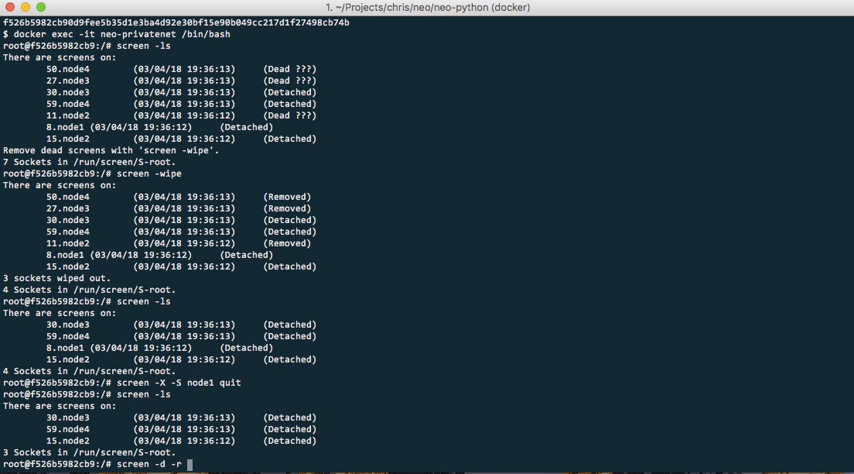 1. ~/Projects/chris/neo/neo-python (docker)
f526b5982cb90d9fee5b35d1e3ba4d92e30bf15e90b049cc217d1f27498cb74b
$ docker exec -it neo-privatenet /bin/bash
root@f526b5982cb9:/# screen -ls
There are screens on:
50.node4 (03/04/18 19:36:13) (Dead ???)
27.node3 (03/04/18 19:36:13) (Dead ???)
30.node3 (03/04/18 19:36:13) (Detached)
59.node4 (03/04/18 19:36:13) (Detached)
11.node2 (03/04/18 19:36:12) (Dead ???)
8.node1 (03/04/18 19:36:12) (Detached)
15.node2 (03/04/18 19:36:12) (Detached)
Remove dead screens with 'screen -wipe'.
7 Sockets in /run/screen/S-root.
root@f526b5982cb9:/# screen -wipe
There are screens on:
50.node4 (03/04/18 19:36:13) (Removed)
27.node3 (03/04/18 19:36:13) (Removed)
30.node3 (03/04/18 19:36:13) (Detached)
59.node4 (03/04/18 19:36:13) (Detached)
11.node2 (03/04/18 19:36:12) (Removed)
8.node1 (03/04/18 19:36:12) (Detached)
15.node2 (03/04/18 19:36:12) (Detached)
3 sockets wiped out.
4 Sockets in /run/screen/S-root.
root@f526b5982cb9:/# screen -ls
There are screens on:
30.node3 (03/04/18 19:36:13) (Detached)
59.node4 (03/04/18 19:36:13) (Detached)
8.node1 (03/04/18 19:36:12) (Detached)
15.node2 (03/04/18 19:36:12) (Detached)
4 Sockets in /run/screen/S-root.
root@f526b5982cb9:/# screen -X -S node1 quit
root@f526b5982cb9:/# screen -ls
There are screens on:
30.node3 (03/04/18 19:36:13) (Detached)
59.node4 (03/04/18 19:36:13) (Detached)
15.node2 (03/04/18 19:36:12) (Detached)
3 Sockets in /run/screen/S-root.
root@f526b5982cb9:/# screen -d -r